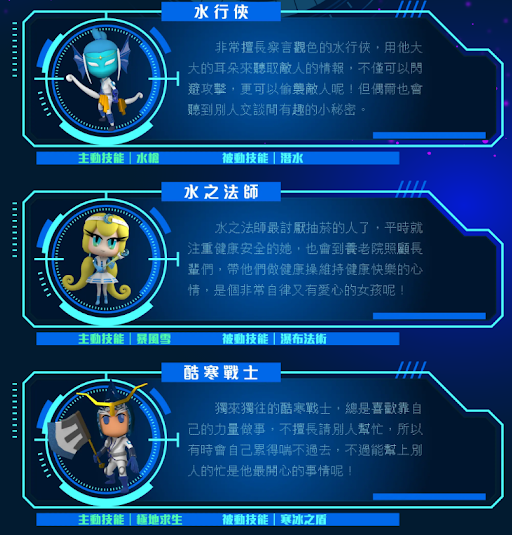 水行俠
非常擅長察言觀色的水行俠，用他大
大的耳朵來聽取敵人的情報，不僅可以閃
避攻擊，更可以偷襲敵人呢！但偶爾也會
聽到別人交談間有趣的小秘密。
主動技能｜水槍 被動技能｜潛水
水之法師
水之法師最討厭抽菸的人了，平時就
注重健康安全的她，也會到養老院照顧長
輩們，帶他們做健康操維持健康快樂的心
情，是個非常自律又有愛心的女孩呢！
主動技能｜暴風雪 被動技能｜瀑布法術
酷寒戰士
獨來獨往的酷寒戰士，總是喜歡靠自
己的力量做事，不擅長請別人幫忙，所以
有時會自己累得喘不過去，不過能幫上別
人的忙是他最開心的事情呢！
主動技能｜極地求生 被動技能｜寒冰之盾